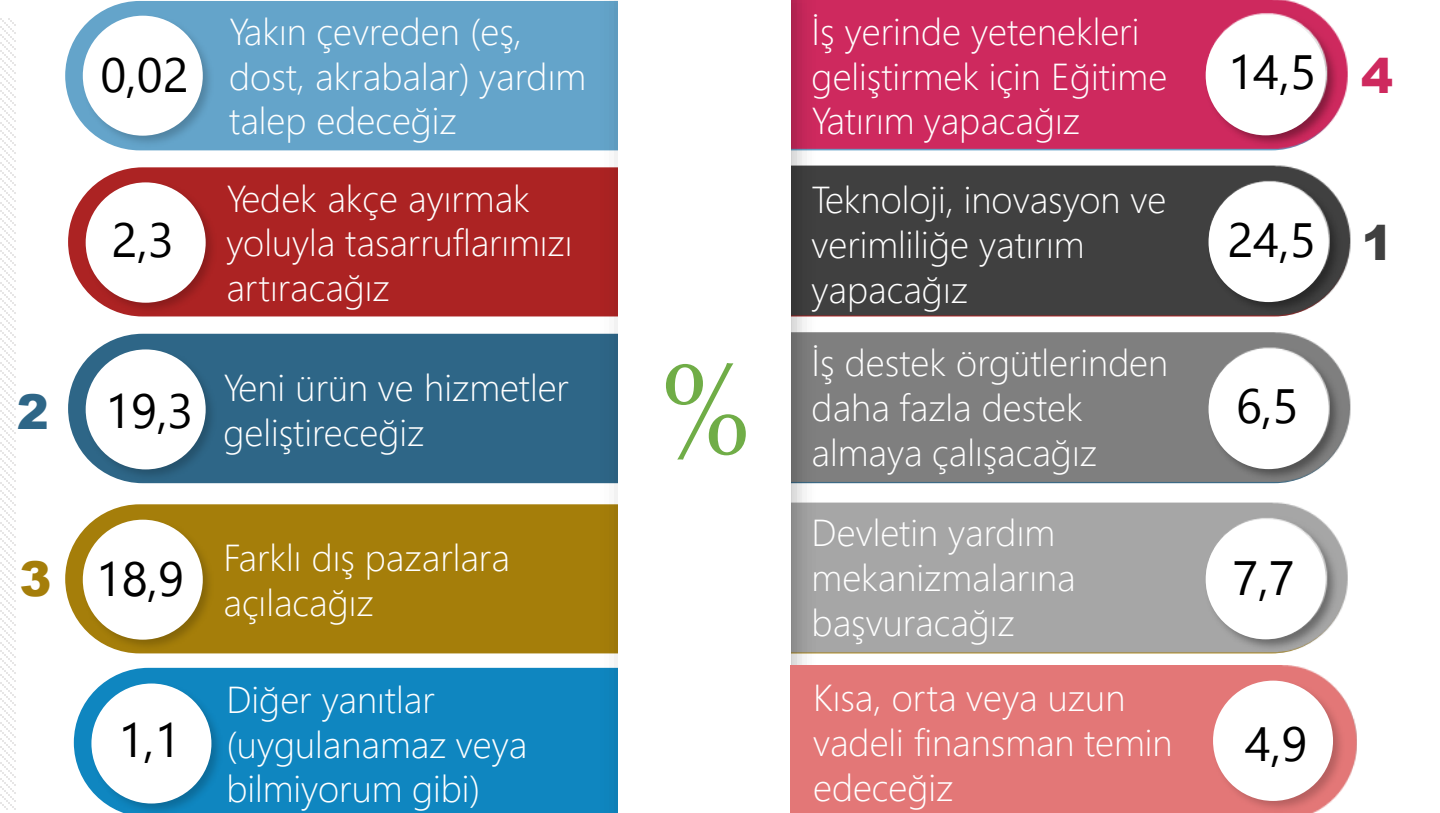 0,02
Yakın çevreden (eş,
dost, akrabalar) yardım
talep edeceğiz
2,3
Yedek akçe ayırmak
yoluyla tasarruflarımızı
artıracağız
2
19,3
Yeni ürün ve hizmetler
geliştireceğiz
3
18,9
Farklı dış pazarlara
açılacağız
1,1
Diğer yanıtlar
(uygulanamaz veya
bilmiyorum gibi)
%
İş yerinde yetenekleri
geliştirmek için Eğitime
Yatırım yapacağız
14,5
4
Teknoloji, inovasyon ve
verimliliğe yatırım
yapacağız
24,5
1
İş destek örgütlerinden
daha fazla destek
almaya çalışacağız
6,5
Devletin yardım
mekanizmalarına
başvuracağız
7,7
Kısa, orta veya uzun
vadeli finansman temin
edeceğiz
4,9